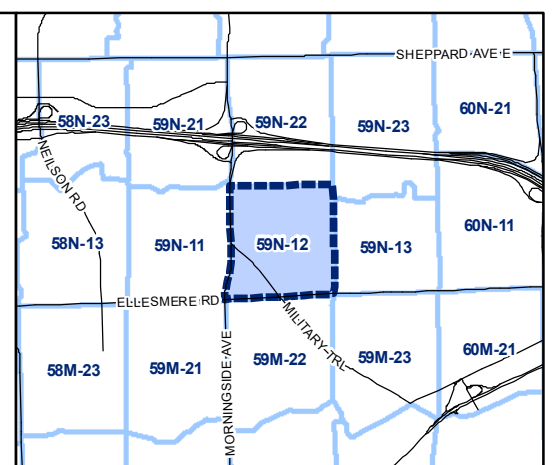 SHEPPARD AVE E
58N-23
59N-21
59N-22
59N-23
60N-21
NEILSON RD
58N-13
59N-11
59N-12
59N-13
60N-11
ELLESMERE RD
MORNINGSIDE AVE
MILITARY TRL
58M-23
59M-21
59M-22
59M-23
60M-21